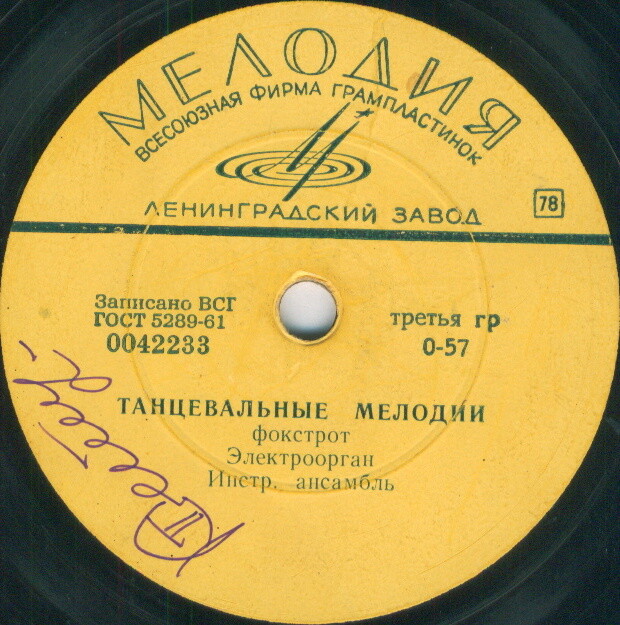 МЕЛОДИЯ
ВСЕСОЮЗНАЯ ФИРМА ГРАМПЛАСТИНОК
ЛЕНИНГРАДСКИЙ ЗАВОД
78
Записано ВСГ
ГОСТ 5289-61
0042233
третья гр
0-57
ТАНЦЕВАЛЬНЫЕ МЕЛОДИИ
фокстрот
Электроорган
Инстр. ансамбль